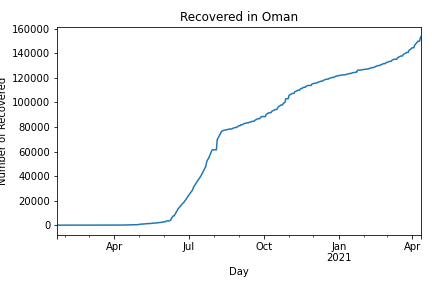 Recovered in Oman
160000
140000
120000
100000
80000
60000
40000
20000
0
Number of Recovered
Apr
Jul
Oct
Jan
2021
Apr
Day